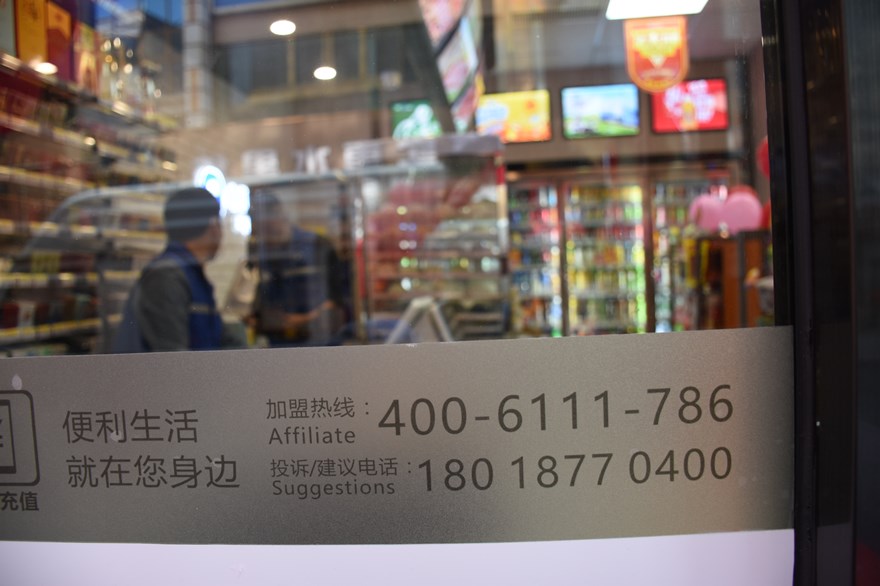 便利生活
就在您身边
加盟热线：400-6111-786
Affiliate
投诉/建议电话：180 1877 0400
Suggestions
充值